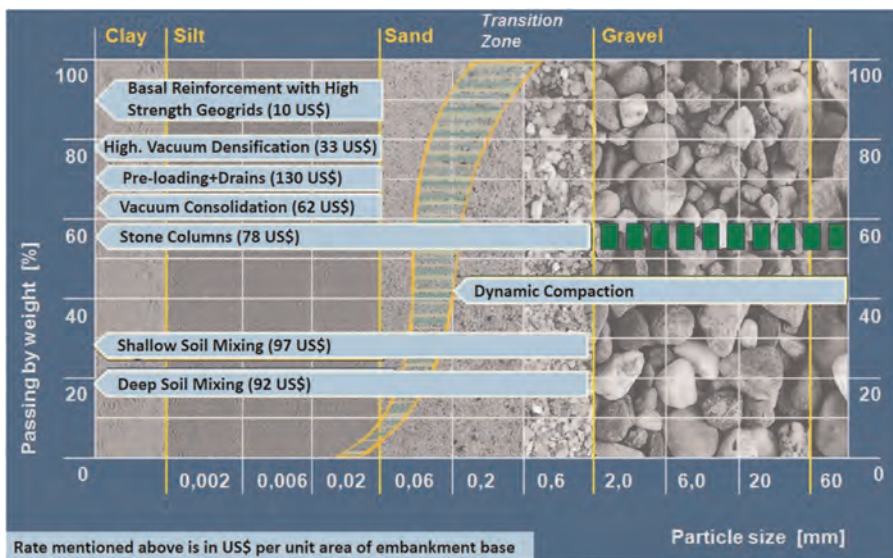 Transition
Zone
Clay
Silt
Sand
Gravel
100
100
Basal Reinforcement with High
Strength Geogrids (10 US$)
80
80
High. Vacuum Densification (33 US$)
Pre-loading+Drains (130 US$)
Vacuum Consolidation (62 US$)
60
60
Stone Columns (78 US$)
Dynamic Compaction
40
40
Shallow Soil Mixing (97 US$)
20
20
Deep Soil Mixing (92 US$)
Passing by weight [%]
0
0,002
0,006
0,02
0,06
0,2
0,6
2,0
6,0
20
60
0
Particle size [mm]
Rate mentioned above is in US$ per unit area of embankment base